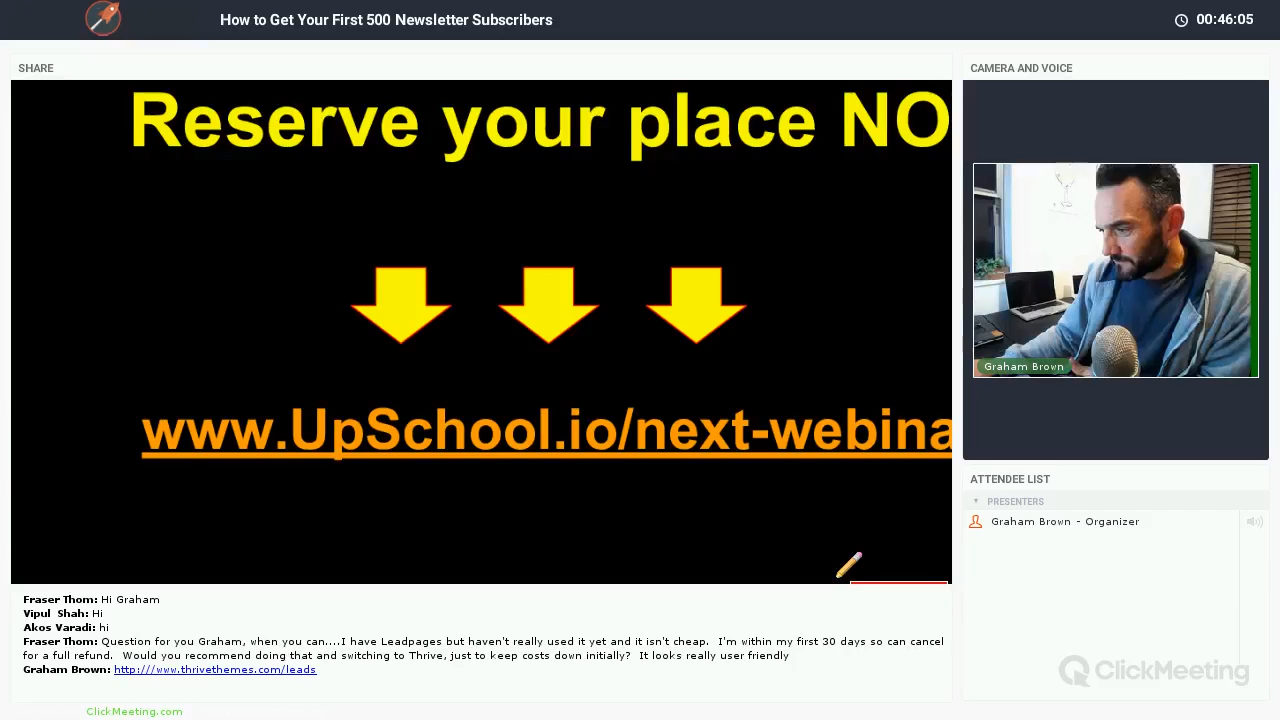 How to Get Your First 500 Newsletter Subscribers
00:46:05
SHARE
Reserve your place NO
www.UpSchool.io/next-webina
CAMERA AND VOICE
Graham Brown
ATTENDEE LIST
PRESENTERS
Graham Brown - Organizer
Fraser Thom: Hi Graham
Vipul Shah: Hi
Akos Varadi: hi
Fraser Thom: Question for you Graham, when you can....I have Leadpages but haven't really used it yet and it isn't cheap. I'm within my first 30 days so can cancel
for a full refund. Would you recommend doing that and switching to Thrive, just to keep costs down initially? It looks really user friendly
Graham Brown: http:///www.thrivethemes.com/leads
ClickMeeting
ClickMeeting.com